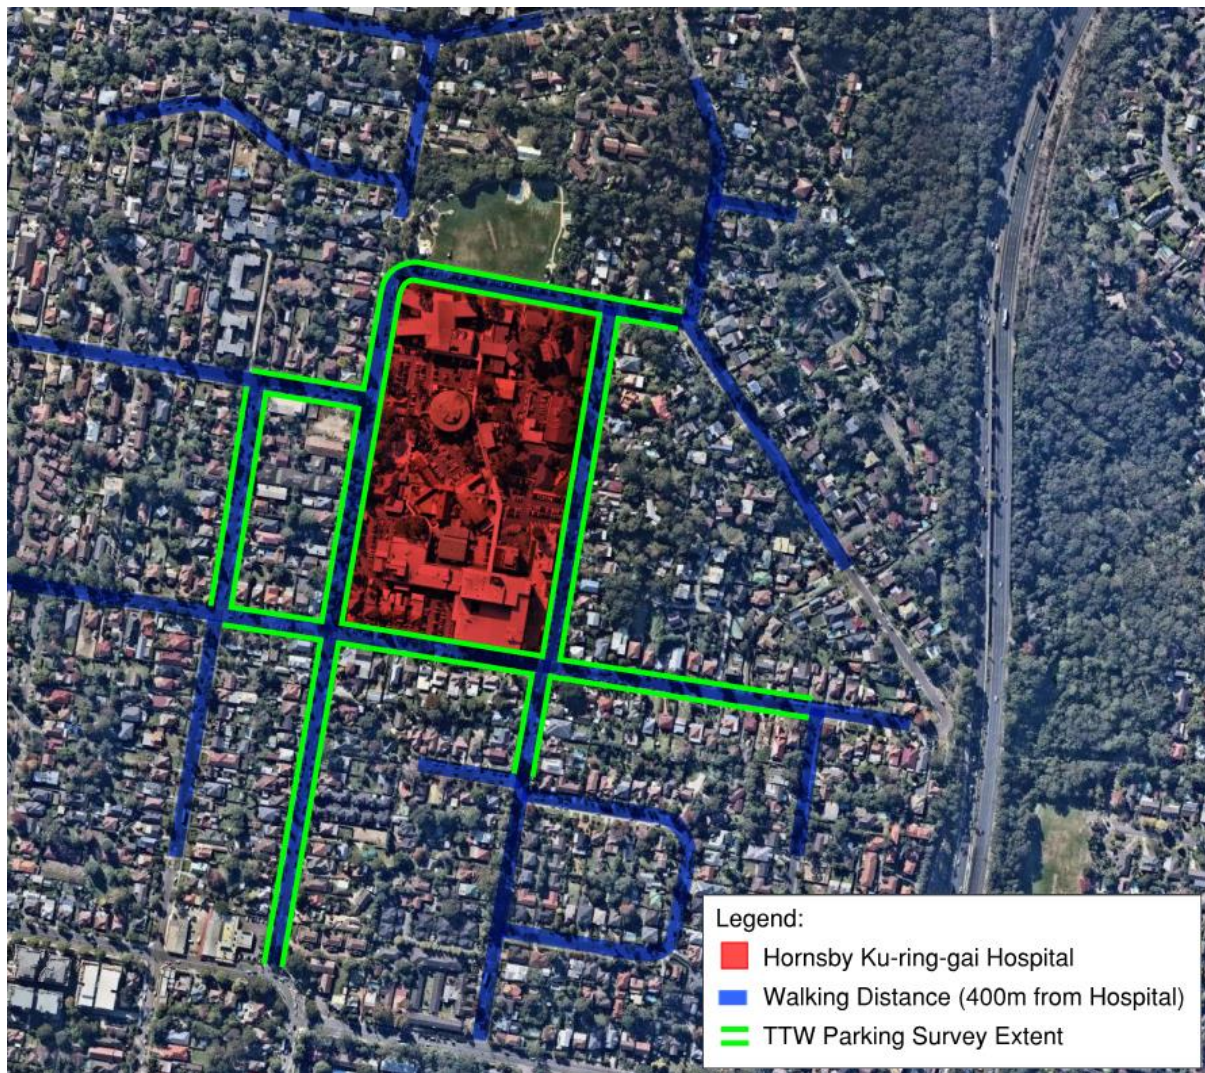 Legend:
Hornsby Ku-ring-gai Hospital
Walking Distance (400m from Hospital)
TTW Parking Survey Extent